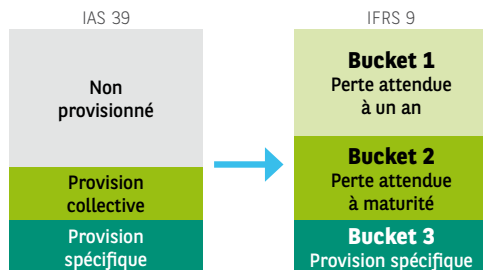 IAS 39
Non
provisionné
Provision
collective
Provision
spécifique
IFRS 9
Bucket 1
Perte attendue
à un an
Bucket 2
Perte attendue
à maturité
Bucket 3
Provision spécifique